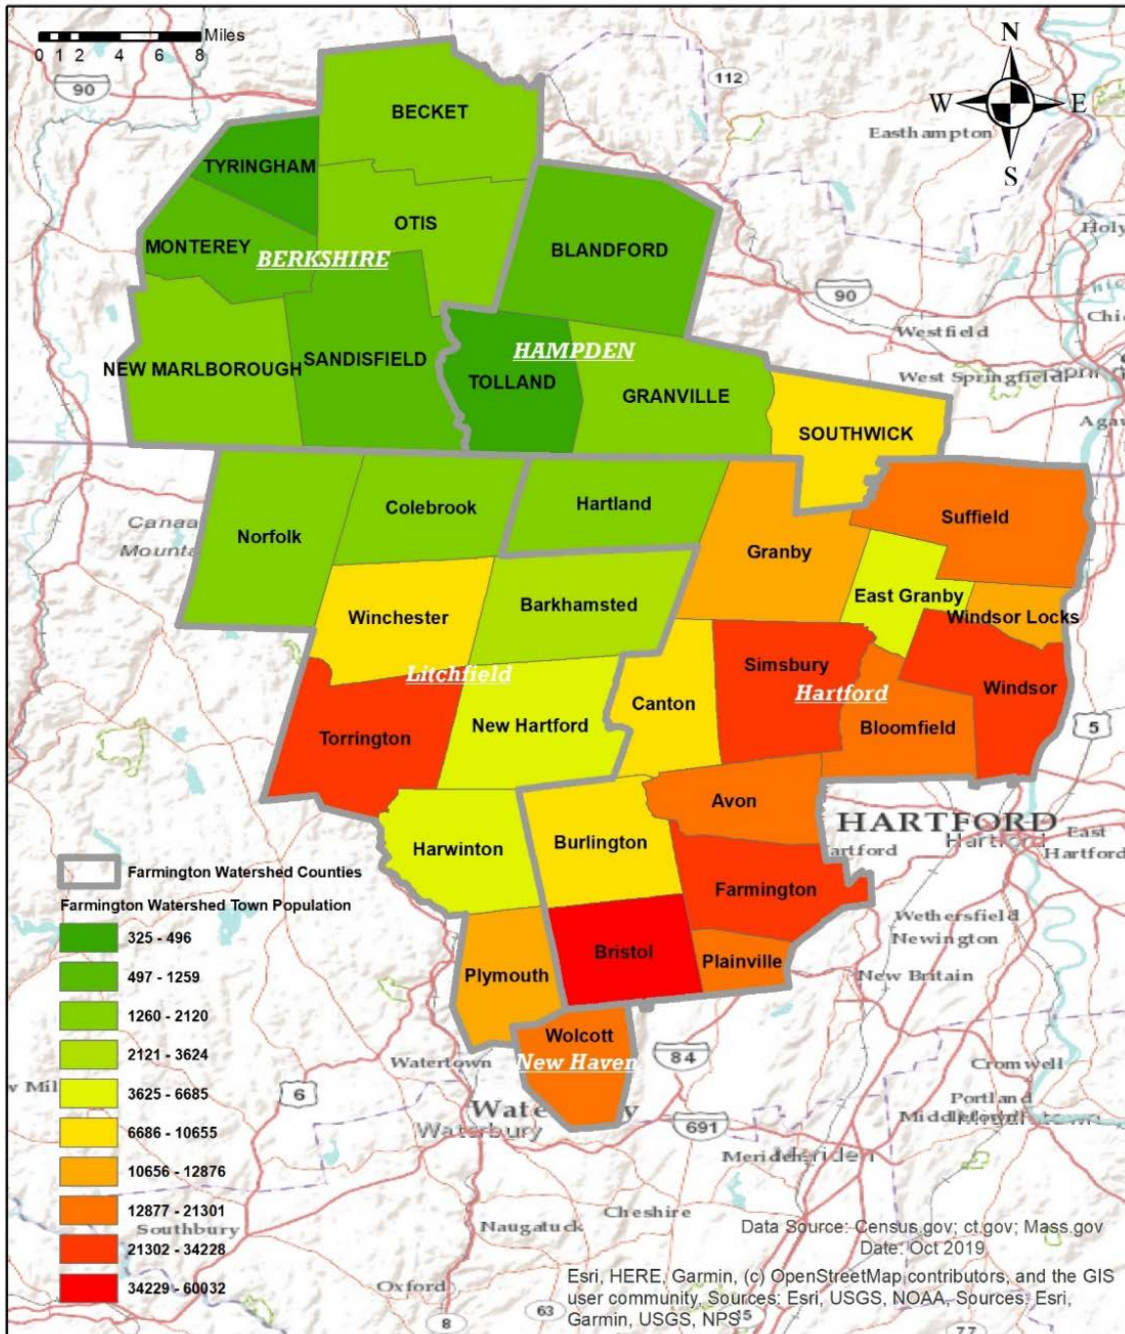 0 1 2 4 6 8 Miles
N
W E
S
90
112
Easthampton
BECKET
TYRINGHAM
OTIS
MONTEREY
BERKSHIRE
BLANDFORD
90
Westfield
HAMPDEN
NEW MARLBOROUGH
SANDISFIELD
TOLLAND
GRANVILLE
West Springfield
SOUTHWICK
Norfolk
Colebrook
Hartland
Granby
Suffield
East Granby
Windsor Locks
Winchester
Barkhamsted
Litchfield
Simsbury
Hartford
Windsor
Canton
Bloomfield
Torrington
New Hartford
5
Avon
HARTFORD
Hartford
East
Hartford
artford
Harwinton
Burlington
Farmington
Wethersfield
Newington
Bristol
Plainville
New Britain
Plymouth
Wolcott
New Haven
Watertown
84
6
Cromwell
Portland
Waterbury
691
Meriden
Cheshire
Naugatuck
Southbury
Oxford
8
63
77
Farmington Watershed Counties
Farmington Watershed Town Population
325 - 496
497 - 1259
1260 - 2120
2121 - 3624
3625 - 6685
6686 - 10655
10656 - 12876
12877 - 21301
21302 - 34228
34229 - 60032
Data Source: Census.gov; ct.gov; Mass.gov
Date: Oct 2019
Esri, HERE, Garmin, (c) OpenStreetMap contributors, and the GIS
user community, Sources: Esri, USGS, NOAA, Sources: Esri,
Garmin, USGS, NPS